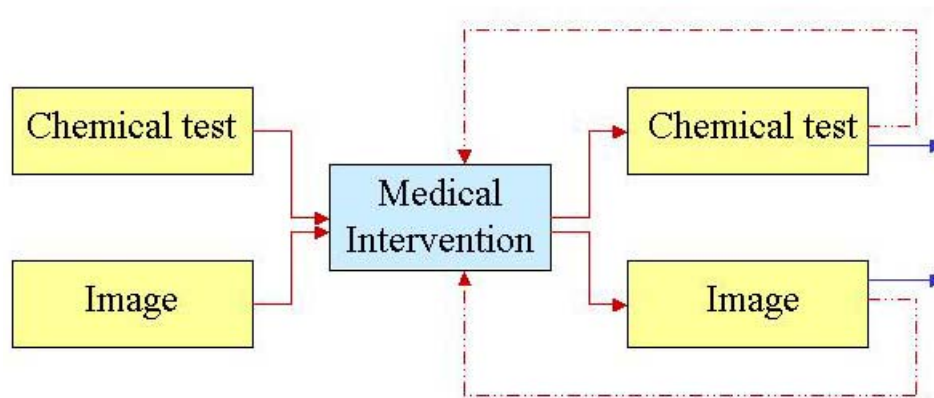 Chemical test
Chemical test
Medical
Intervention
Image
Image